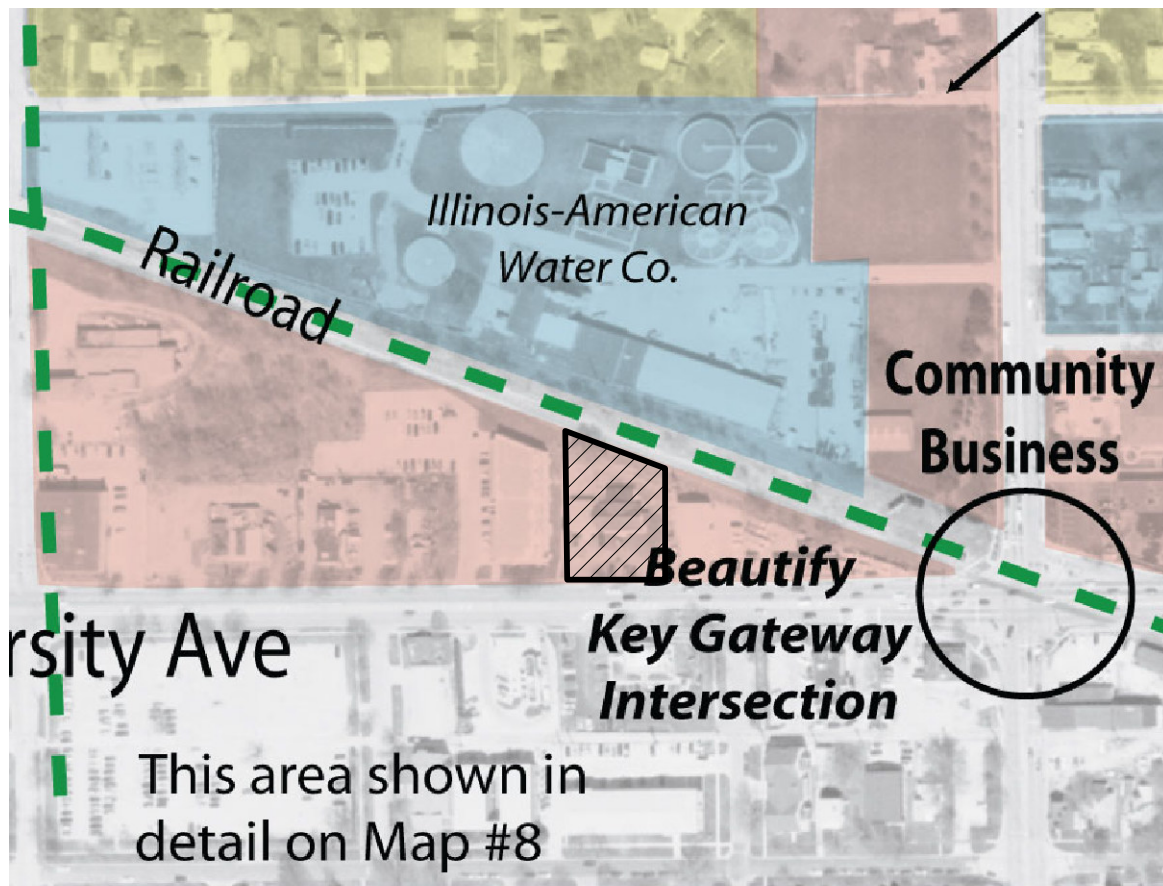 Illinois-American
Water Co.
Railroad
Community
Business
Beautify
Key Gateway
Intersection
rsity Ave
This area shown in
detail on Map #8